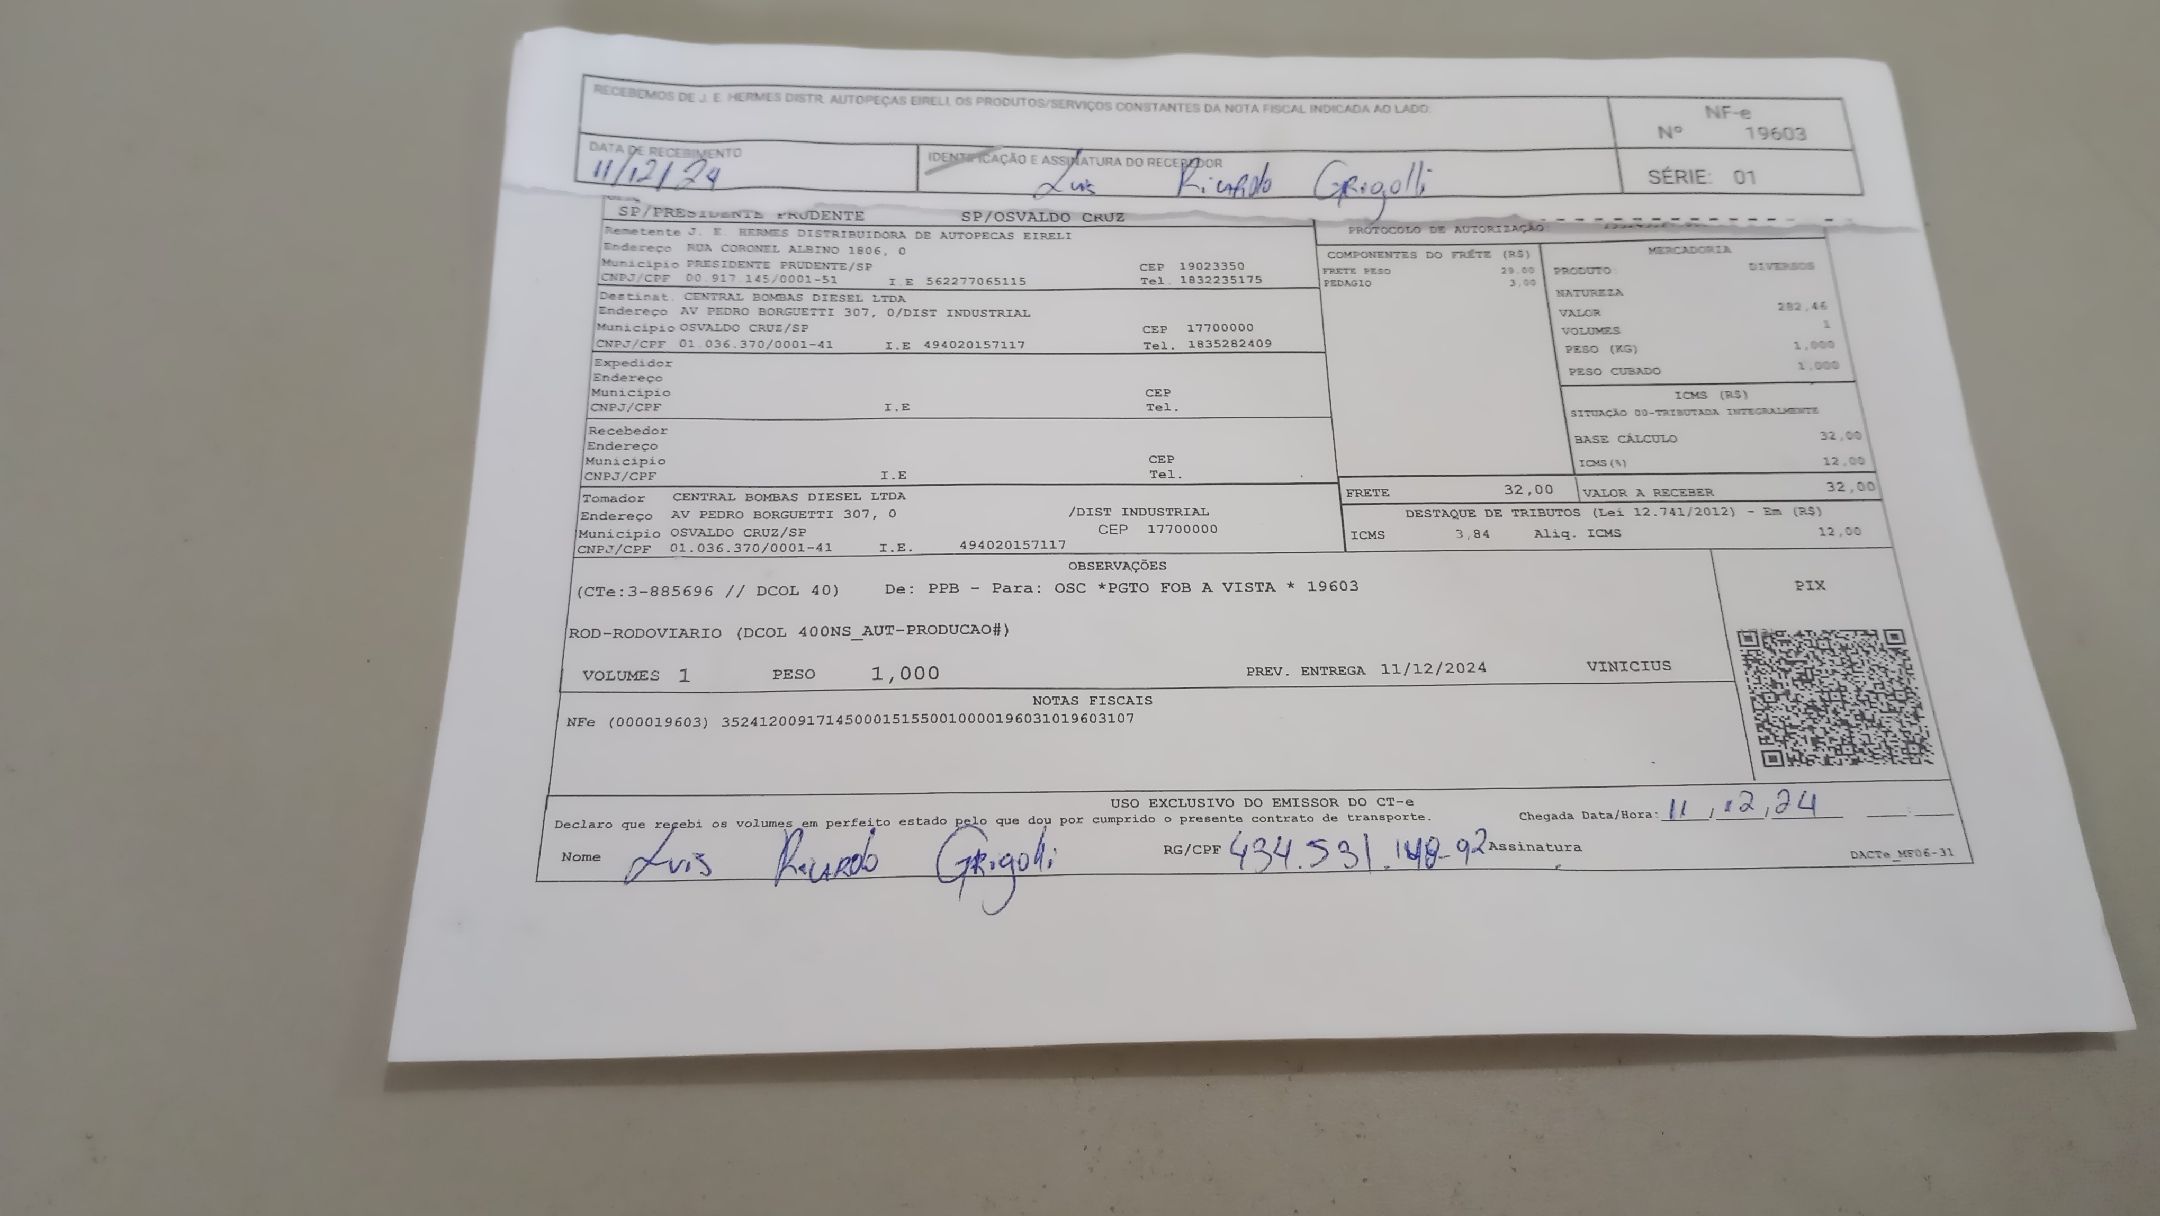 RECEBEMOS DE J. E. HERMES DISTR. AUTOPEÇAS EIRELI, OS PRODUTOS/SERVIÇOS CONSTANTES DA NOTA FISCAL INDICADA AO LADO.
NF-e
Nº 19603
SÉRIE: 01
DATA DE RECEBIMENTO
11/12/24
IDENTIFICAÇÃO E ASSINATURA DO RECEBEDOR
Luis Ricardo Grigolli
SP/PRESIDENTE PRUDENTE SP/OSVALDO CRUZ
Remetente J. E. HERMES DISTRIBUIDORA DE AUTOPECAS EIRELI
Endereço RUA CORONEL ALBINO 1806, 0
Município PRESIDENTE PRUDENTE/SP CEP 19023350
CNPJ/CPF 00.917.145/0001-51 I.E 562277065115 Tel. 1832235175
Destinat. CENTRAL BOMBAS DIESEL LTDA
Endereço AV PEDRO BORGUETTI 307, 0/DIST INDUSTRIAL
Município OSVALDO CRUZ/SP CEP 17700000
CNPJ/CPF 01.036.370/0001-41 I.E 494020157117 Tel. 1835282409
Expedidor
Endereço
Município CEP
CNPJ/CPF I.E Tel.
Recebedor
Endereço
Município CEP
CNPJ/CPF I.E Tel.
Tomador CENTRAL BOMBAS DIESEL LTDA
Endereço AV PEDRO BORGUETTI 307, 0 /DIST INDUSTRIAL
Município OSVALDO CRUZ/SP CEP 17700000
CNPJ/CPF 01.036.370/0001-41 I.E. 494020157117
PROTOCOLO DE AUTORIZAÇÃO:
COMPONENTES DO FRÊTE (R$)
FRETE PESO 29.00
PEDAGIO 3.00
MERCADORIA
PRODUTO: DIVERSOS
NATUREZA
VALOR 282,46
VOLUMES 1
PESO (KG) 1,000
PESO CUBADO 1,000
ICMS (R$)
SITUAÇÃO 00-TRIBUTADA INTEGRALMENTE
BASE CÁLCULO 32,00
ICMS(%) 12,00
FRETE 32,00 VALOR A RECEBER 32,00
DESTAQUE DE TRIBUTOS (Lei 12.741/2012) - Em (R$)
ICMS 3,84 Aliq. ICMS 12,00
OBSERVAÇÕES
(CTe:3-885696 // DCOL 40) De: PPB - Para: OSC *PGTO FOB A VISTA * 19603
ROD-RODOVIARIO (DCOL 400NS_AUT-PRODUCAO#)
VOLUMES 1 PESO 1,000 PREV. ENTREGA 11/12/2024 VINICIUS
PIX
NOTAS FISCAIS
NFe (000019603) 35241200917145000151550010000196031019603107
USO EXCLUSIVO DO EMISSOR DO CT-e
Declaro que recebi os volumes em perfeito estado pelo que dou por cumprido o presente contrato de transporte. Chegada Data/Hora: 11/12/24
Nome Luis Ricardo Grigolli RG/CPF 434.531.148-92 Assinatura
DACTe_MF06-31